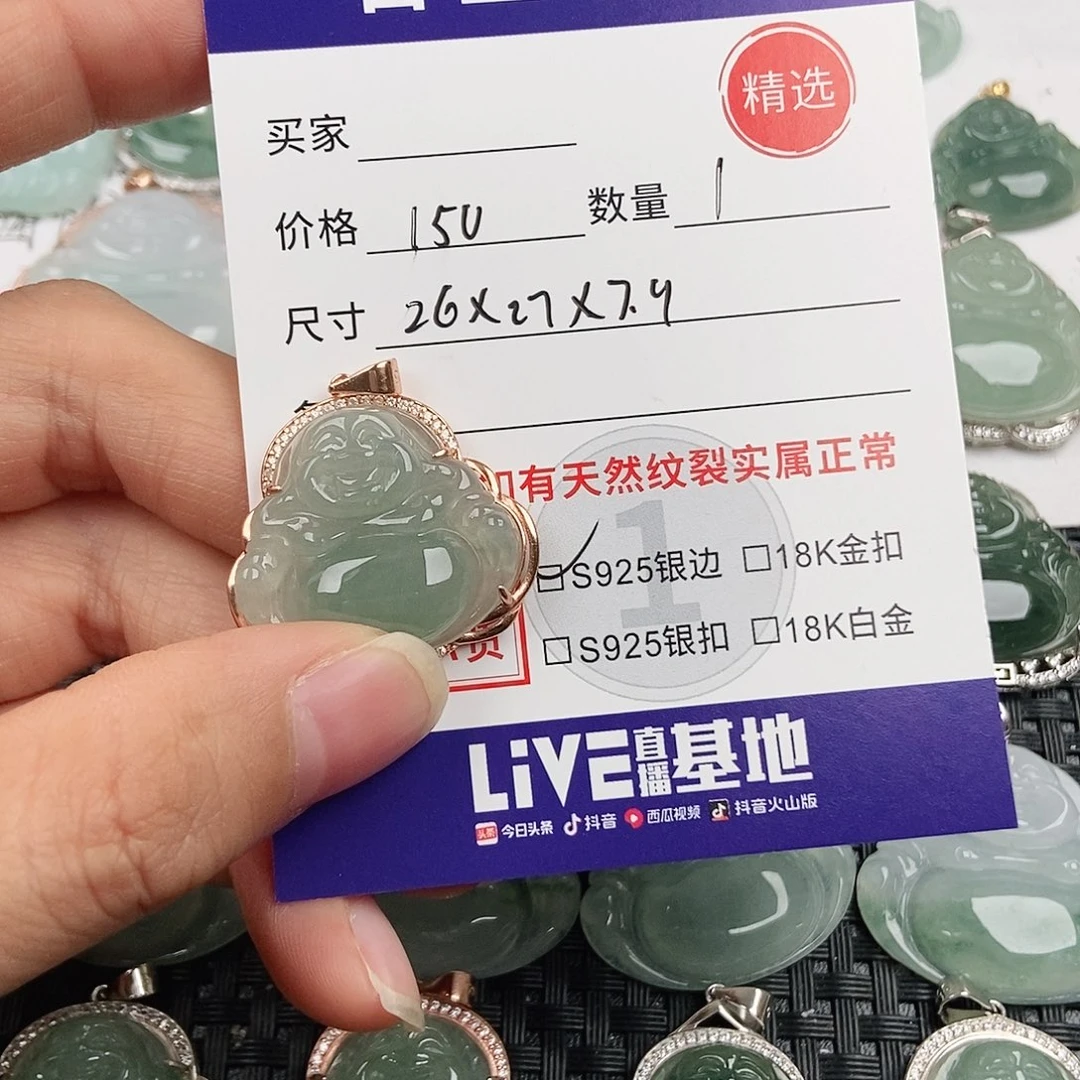 精选
买家
价格 150 数量 1
尺寸 26X27X7.4
有天然纹裂实属正常
1
S925银边 18K金扣
S925银扣 18K白金
LiVE直播基地
头条 今日头条 抖音 西瓜视频 抖音火山版